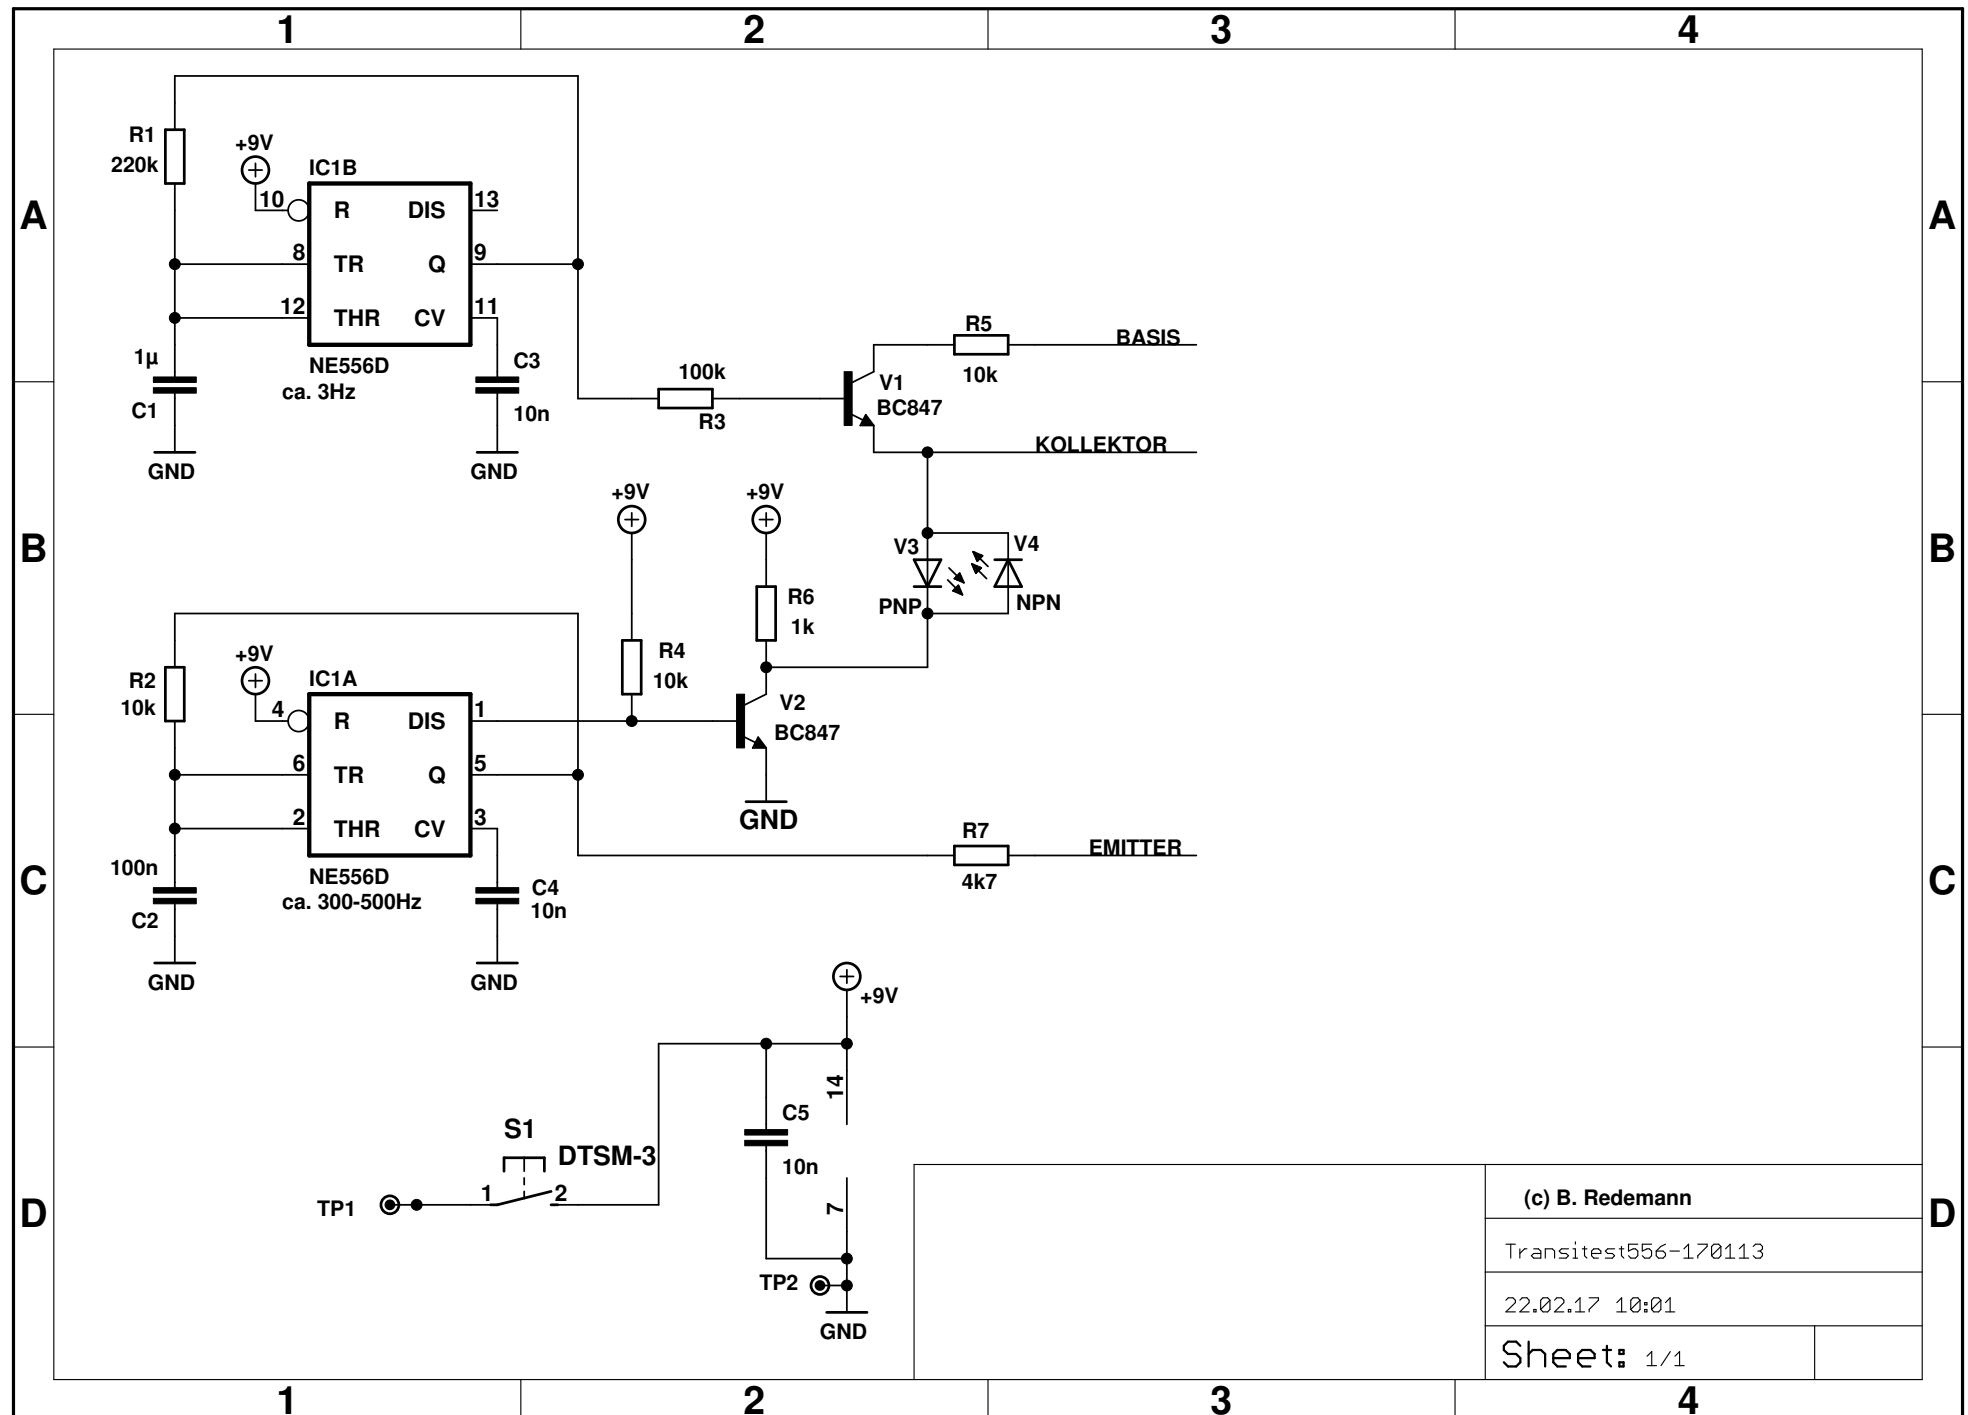 1 2 3 4
A A
B B
C C
D D
R1
220k
+9V
IC1B
10 R DIS 13
8 TR Q 9
12 THR CV 11
1µ
C1
NE556D
ca. 3Hz
C3
10n
GND
GND
100k
R3
V1
BC847
R5
10k
BASIS
KOLLEKTOR
+9V
+9V
R6
1k
V3
PNP
V4
NPN
R4
10k
V2
BC847
GND
R2
10k
+9V
IC1A
4 R DIS 1
6 TR Q 5
2 THR CV 3
100n
C2
NE556D
ca. 300-500Hz
C4
10n
GND
GND
R7
4k7
EMITTER
+9V
14
C5
10n
7
S1
DTSM-3
TP1
1 2
TP2
GND
(c) B. Redemann
Transitest556-170113
22.02.17 10:01
Sheet: 1/1
1 2 3 4